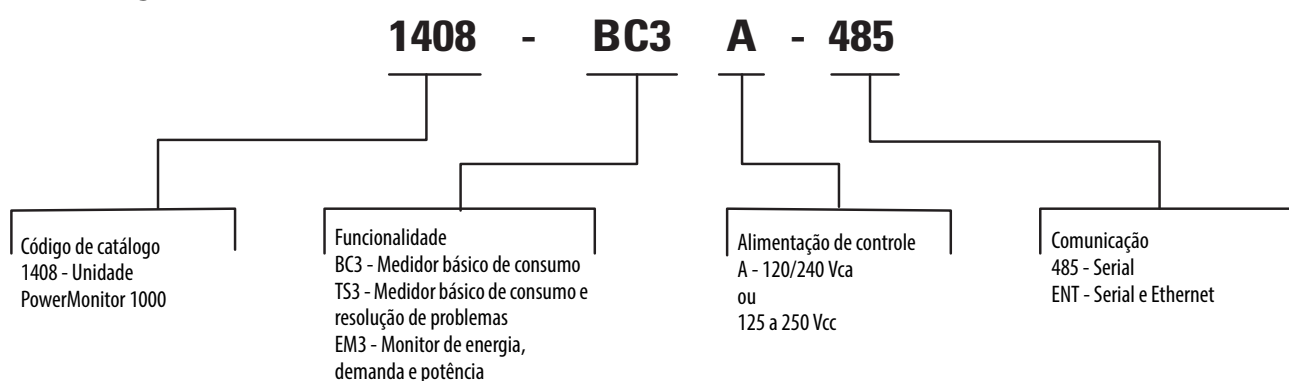 1408 - BC3 A - 485
Código de catálogo
1408 - Unidade
PowerMonitor 1000
Funcionalidade
BC3 - Medidor básico de consumo
TS3 - Medidor básico de consumo e
resolução de problemas
EM3 - Monitor de energia,
demanda e potência
Alimentação de controle
A - 120/240 Vca
ou
125 a 250 Vcc
Comunicação
485 - Serial
ENT - Serial e Ethernet